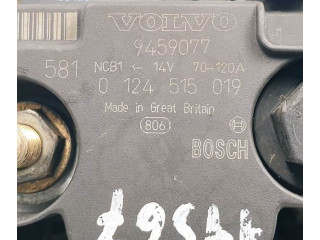 VOLVO
9459077
581 NCB1 ← 14V 70-120A
0 124 515 019
Made in Great Britain
806
BOSCH